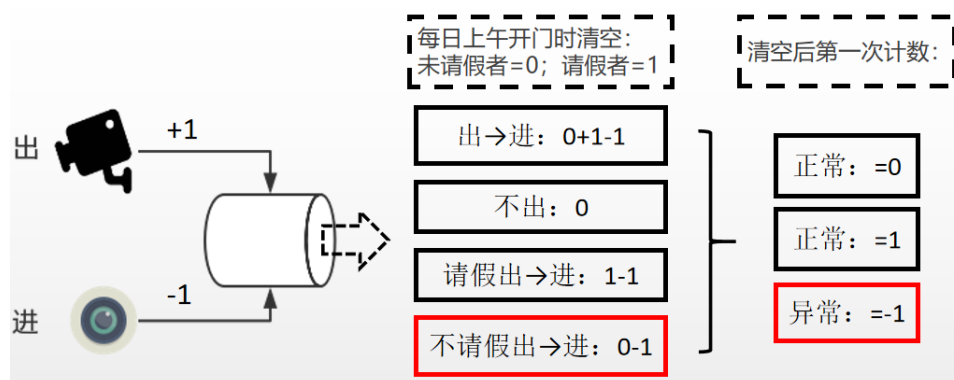 每日上午开门时清空：
未请假者=0；请假者=1
清空后第一次计数：
出
+1
进
-1
出→进：0+1-1
不出：0
请假出→进：1-1
不请假出→进：0-1
正常：=0
正常：=1
异常：=-1